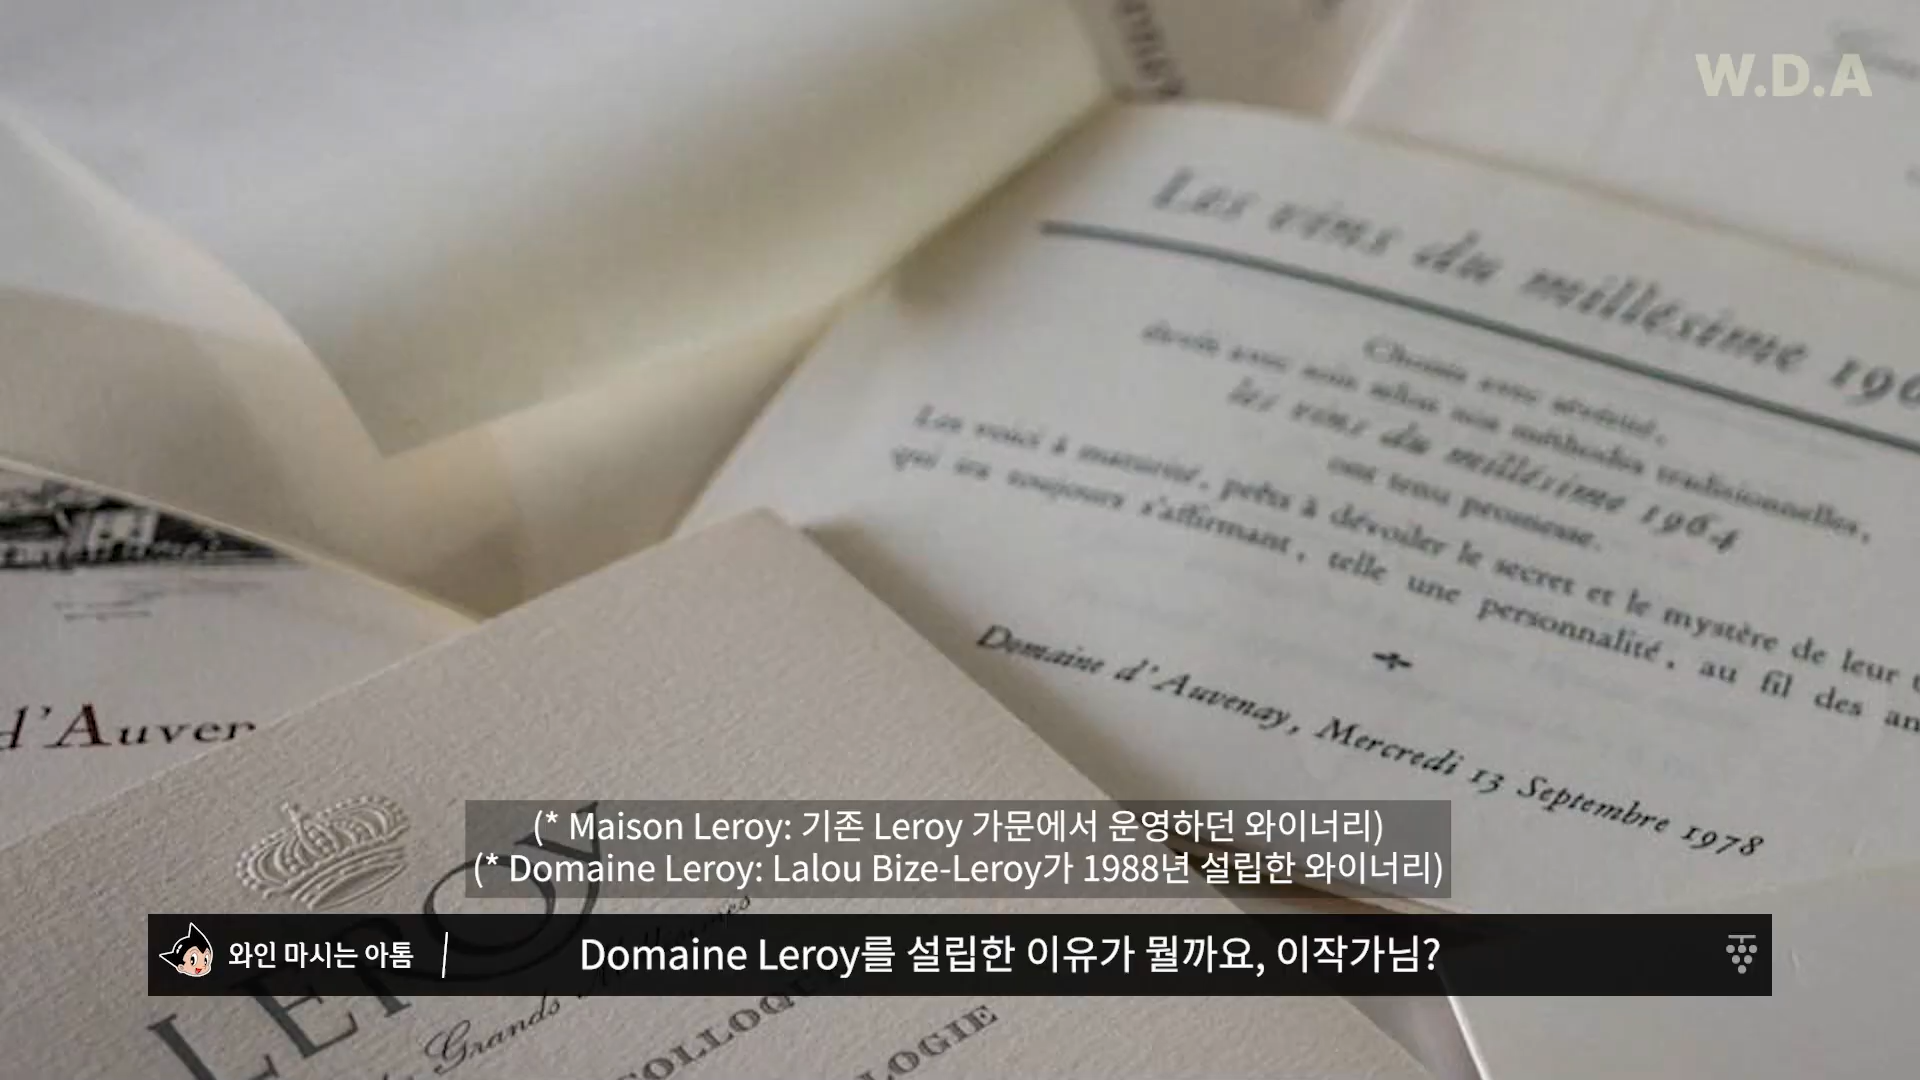 W.D.A
Les vins du millésime 196
Choisis avec sévérité,
élevés avec soin selon nos méthodes traditionnelles,
les vins du millésime 1964
ont tenu promesse.
Les voici à maturité, prêts à dévoiler le secret et le mystère de leur
qui ira toujours s'affirmant, telle une personnalité, au fil des an
Domaine d'Auvenay, Mercredi 13 Septembre 1978
d'Auven
LEROY
Grands
COLLOQU
LOGIE
(* Maison Leroy: 기존 Leroy 가문에서 운영하던 와이너리)
(* Domaine Leroy: Lalou Bize-Leroy가 1988년 설립한 와이너리)
와인 마시는 아톰
Domaine Leroy를 설립한 이유가 뭘까요, 이작가님?